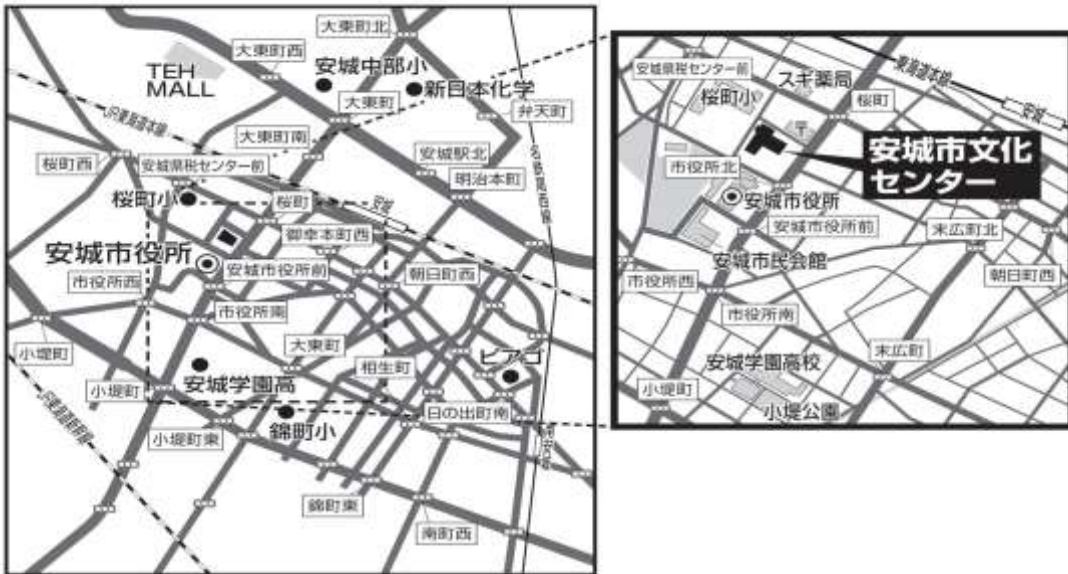 大東町北
大東町西
TEH
MALL
安城中部小
新日本化学
大東町
弁天町
JR東海道本線
大東町南
安城駅北
桜町西
安城県税センター前
明治本町
桜町小
桜町
安城
御幸本町西
安城市役所
安城市役所前
朝日町西
市役所西
市役所南
大東町
小堤町
ピアゴ
相生町
安城学園高
小堤町
日の出町南
JR東海道新幹線
錦町小
小堤町東
錦町東
南町西
安城県税センター前
スギ薬局
東海道本線
桜町小
桜町
安城
〒
安城市文化
センター
市役所北
安城市役所
安城市役所前
末広町北
安城市民会館
朝日町西
市役所西
市役所南
安城学園高校
末広町
小堤町
小堤公園